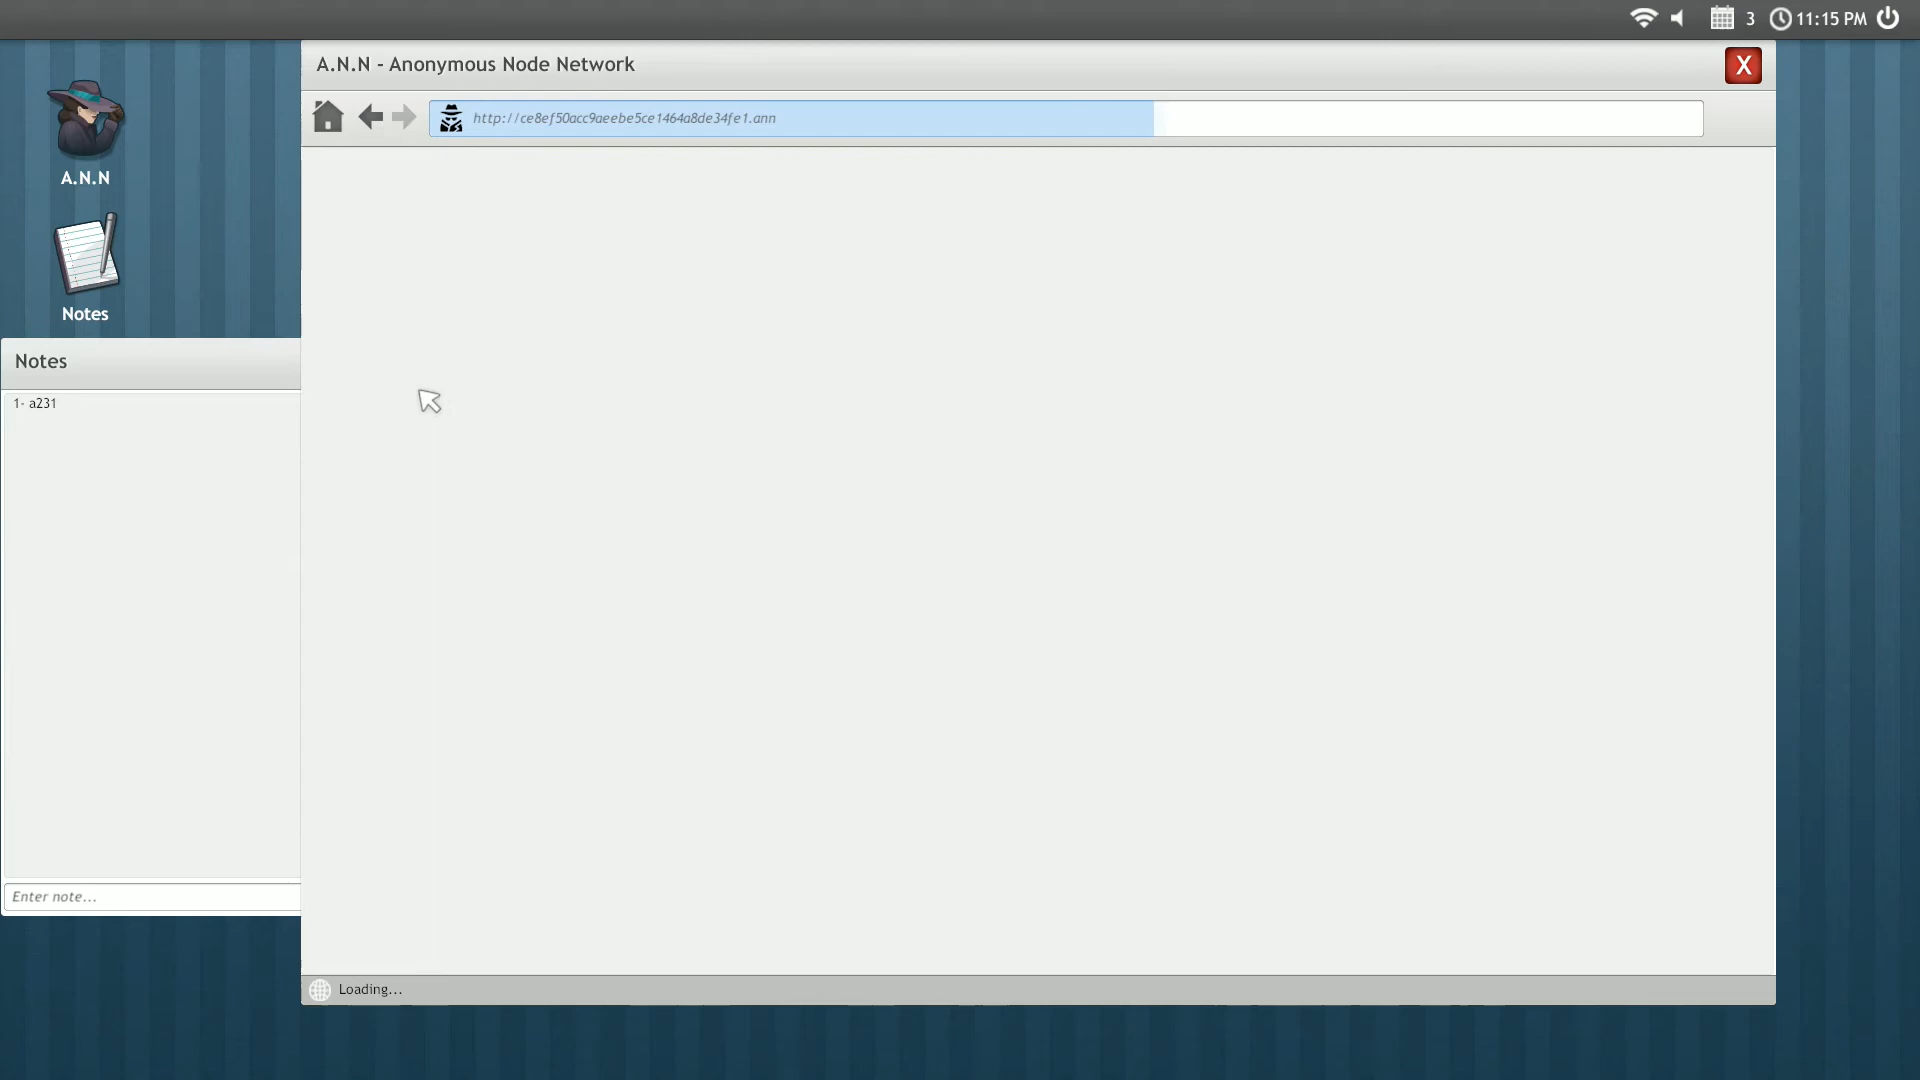 3 11:15 PM
A.N.N - Anonymous Node Network
X
http://ce8ef50acc9aeebe5ce1464a8de34fe1.ann
A.N.N
Notes
Notes
1- a231
Enter note...
Loading...